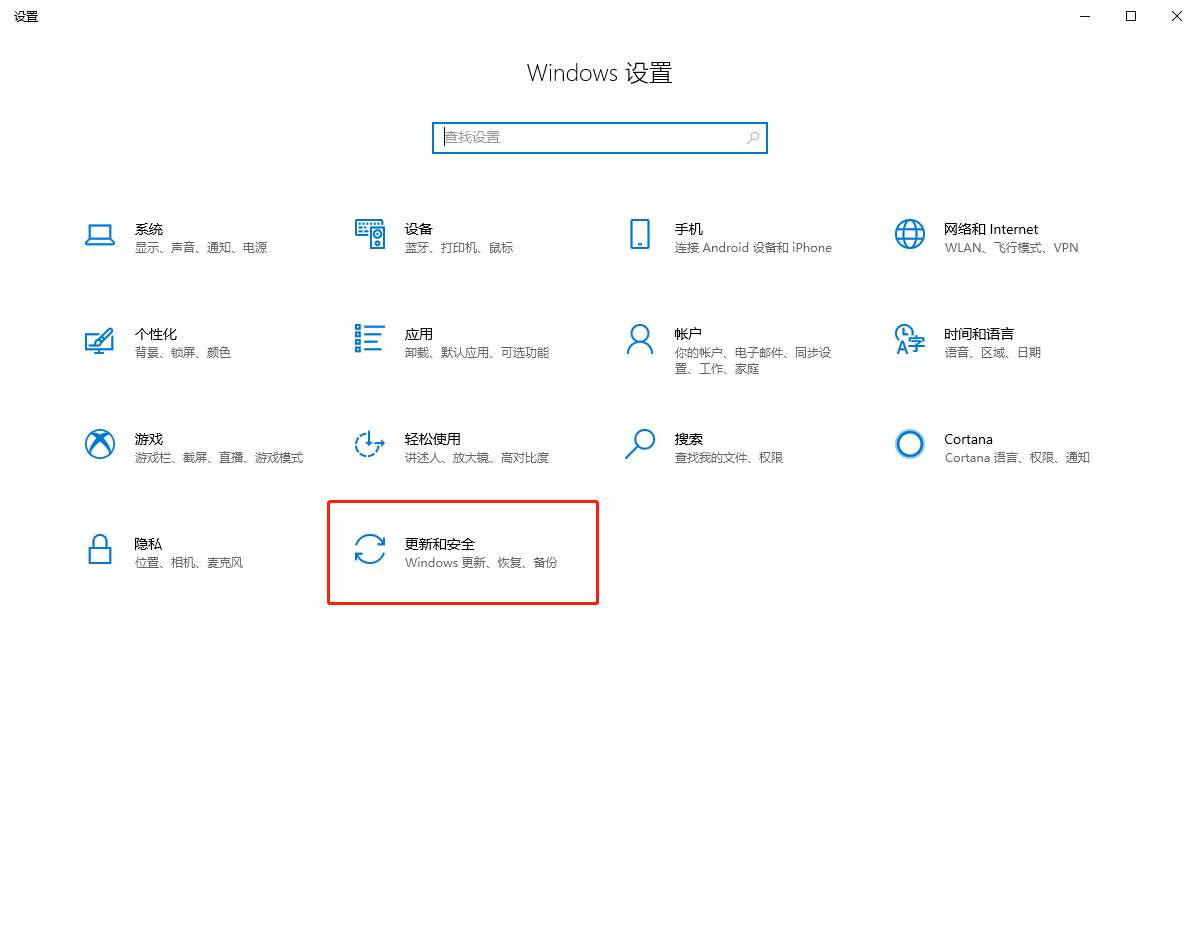 设置
Windows 设置
查找设置
系统
显示、声音、通知、电源
设备
蓝牙、打印机、鼠标
手机
连接 Android 设备和 iPhone
网络和 Internet
WLAN、飞行模式、VPN
个性化
背景、锁屏、颜色
应用
卸载、默认应用、可选功能
帐户
你的帐户、电子邮件、同步设
置、工作、家庭
时间和语言
语音、区域、日期
游戏
游戏栏、截屏、直播、游戏模式
轻松使用
讲述人、放大镜、高对比度
搜索
查找我的文件、权限
Cortana
Cortana 语言、权限、通知
隐私
位置、相机、麦克风
更新和安全
Windows 更新、恢复、备份